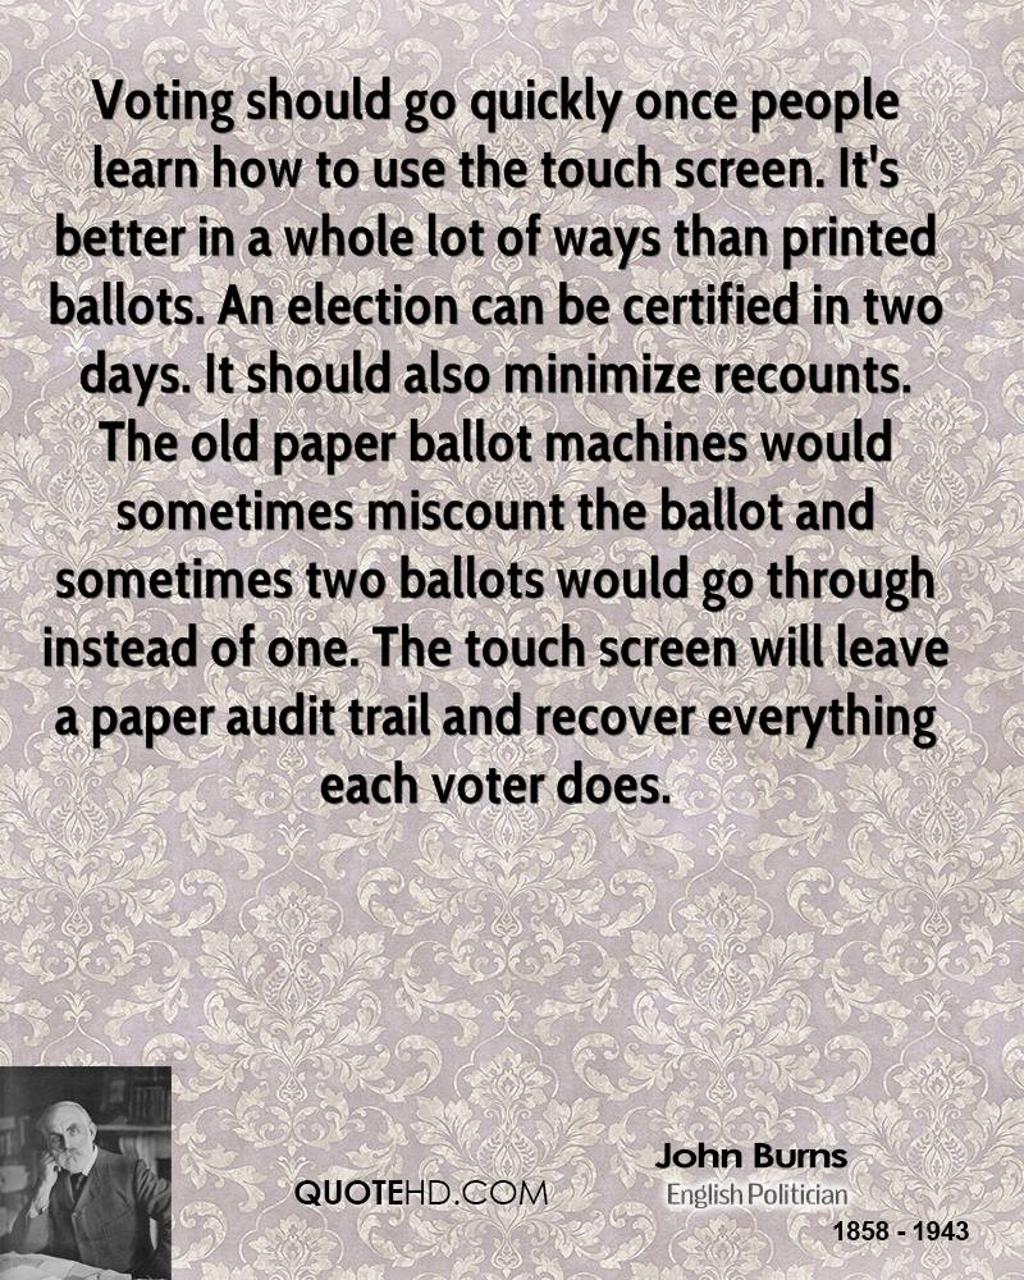 Voting should go quickly once people
learn how to use the touch screen. It's
better in a whole lot of ways than printed
ballots. An election can be certified in two
days. It should also minimize recounts.
The old paper ballot machines would
sometimes miscount the ballot and
sometimes two ballots would go through
instead of one. The touch screen will leave
a paper audit trail and recover everything
each voter does.
John Burns
QUOTEHD.COM
English Politician
1858 - 1943